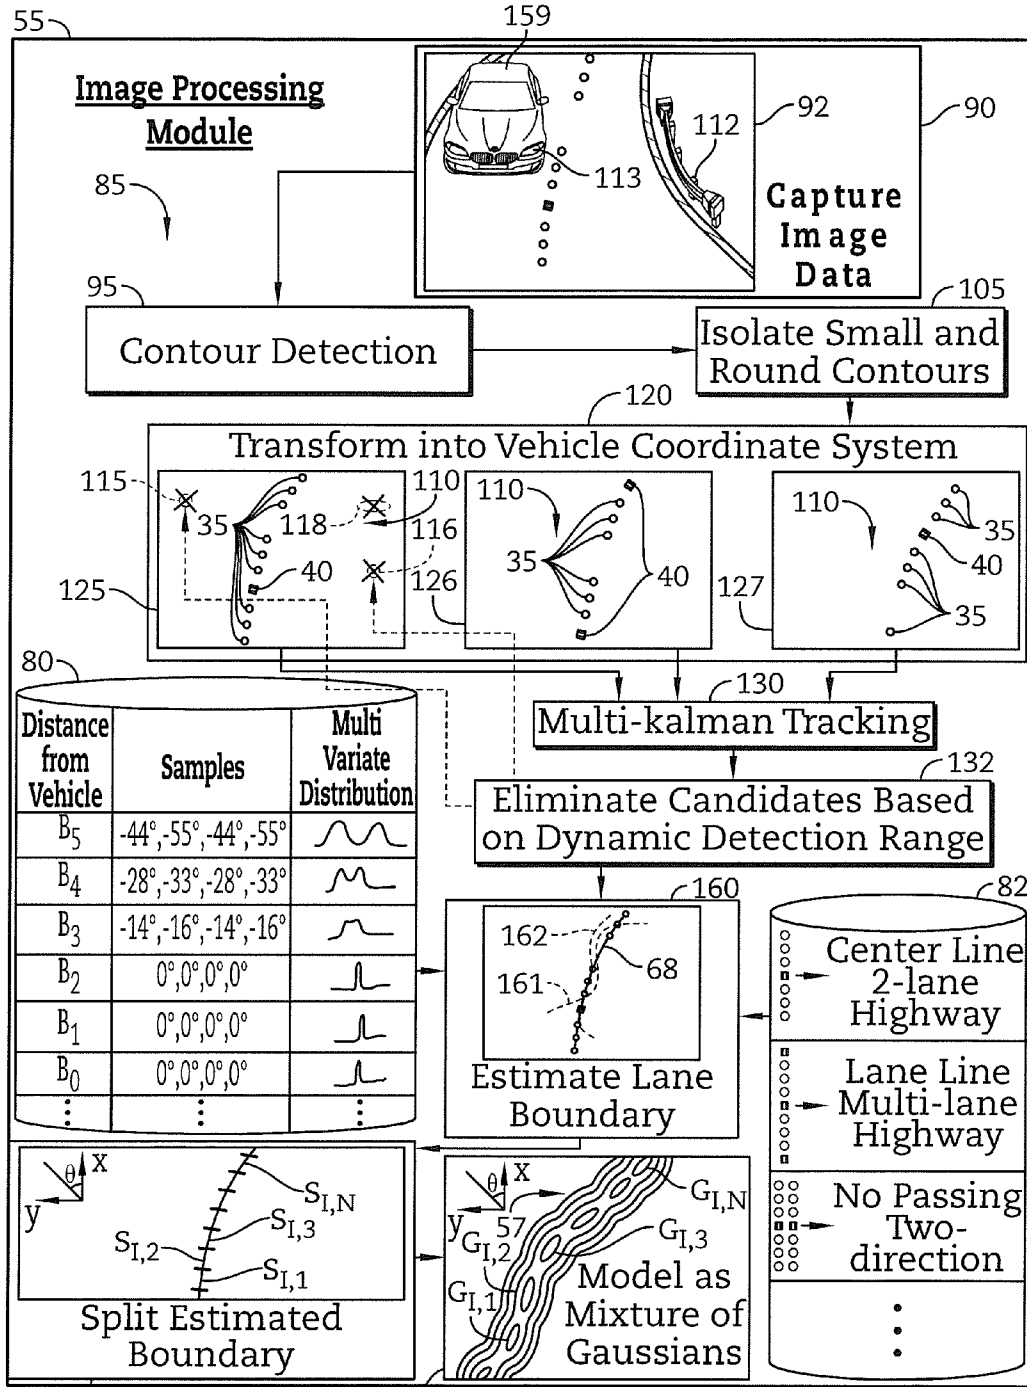 55
159
Image Processing
Module
92
90
112
113
85
Capture
Image
Data
95
105
Contour Detection
Isolate Small and
Round Contours
120
Transform into Vehicle Coordinate System
115
35
118
110
116
40
125
110
35
40
126
110
35
40
35
127
80
130
Multi-kalman Tracking
132
Eliminate Candidates Based
on Dynamic Detection Range
Distance
from
Vehicle
Samples
Multi
Variate
Distribution
B5 -44°,-55°,-44°,-55°
B4 -28°,-33°,-28°,-33°
B3 -14°,-16°,-14°,-16°
B2 0°,0°,0°,0°
B1 0°,0°,0°,0°
B0 0°,0°,0°,0°
160
162
68
161
Estimate Lane
Boundary
82
Center Line
2-lane
Highway
Lane Line
Multi-lane
Highway
No Passing
Two-
direction
θ x
y
SI,N
SI,3
SI,2
SI,1
Split Estimated
Boundary
θ x
y
57
GI,N
GI,2
GI,3
GI,1
Model as
Mixture of
Gaussians